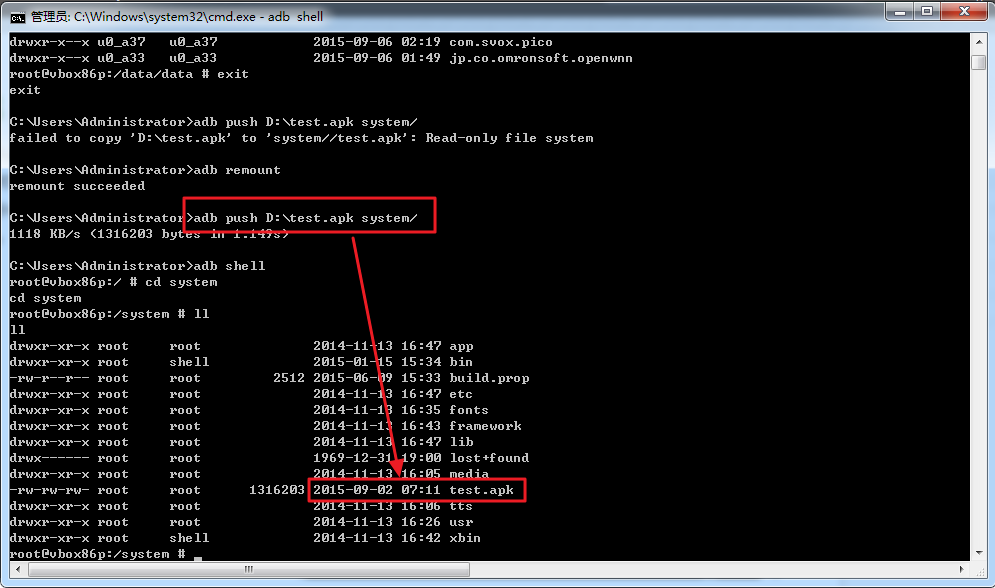 管理员: C:\Windows\system32\cmd.exe - adb shell
drwxr-x--x u0_a37 u0_a37 2015-09-06 02:19 com.svox.pico
drwxr-x--x u0_a33 u0_a33 2015-09-06 01:49 jp.co.omronsoft.openwnn
root@vbox86p:/data/data # exit
exit
C:\Users\Administrator>adb push D:\test.apk system/
failed to copy 'D:\test.apk' to 'system//test.apk': Read-only file system
C:\Users\Administrator>adb remount
remount succeeded
C:\Users\Administrator>adb push D:\test.apk system/
1118 KB/s (1316203 bytes in 1.149s)
C:\Users\Administrator>adb shell
root@vbox86p:/ # cd system
cd system
root@vbox86p:/system # ll
ll
drwxr-xr-x root root 2014-11-13 16:47 app
drwxr-xr-x root shell 2015-01-15 15:34 bin
-rw-r--r-- root root 2512 2015-06-09 15:33 build.prop
drwxr-xr-x root root 2014-11-13 16:47 etc
drwxr-xr-x root root 2014-11-13 16:35 fonts
drwxr-xr-x root root 2014-11-13 16:43 framework
drwxr-xr-x root root 2014-11-13 16:47 lib
drwx------ root root 1969-12-31 19:00 lost+found
drwxr-xr-x root root 2014-11-13 16:05 media
-rw-rw-rw- root root 1316203 2015-09-02 07:11 test.apk
drwxr-xr-x root root 2014-11-13 16:06 tts
drwxr-xr-x root root 2014-11-13 16:26 usr
drwxr-xr-x root shell 2014-11-13 16:42 xbin
root@vbox86p:/system # _